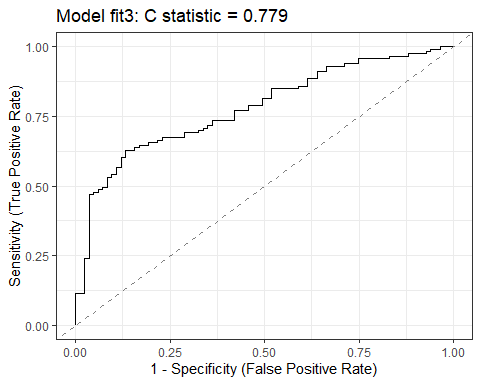 Model fit3: C statistic = 0.779
Sensitivity (True Positive Rate)
1.00
0.75
0.50
0.25
0.00
0.00 0.25 0.50 0.75 1.00
1 - Specificity (False Positive Rate)